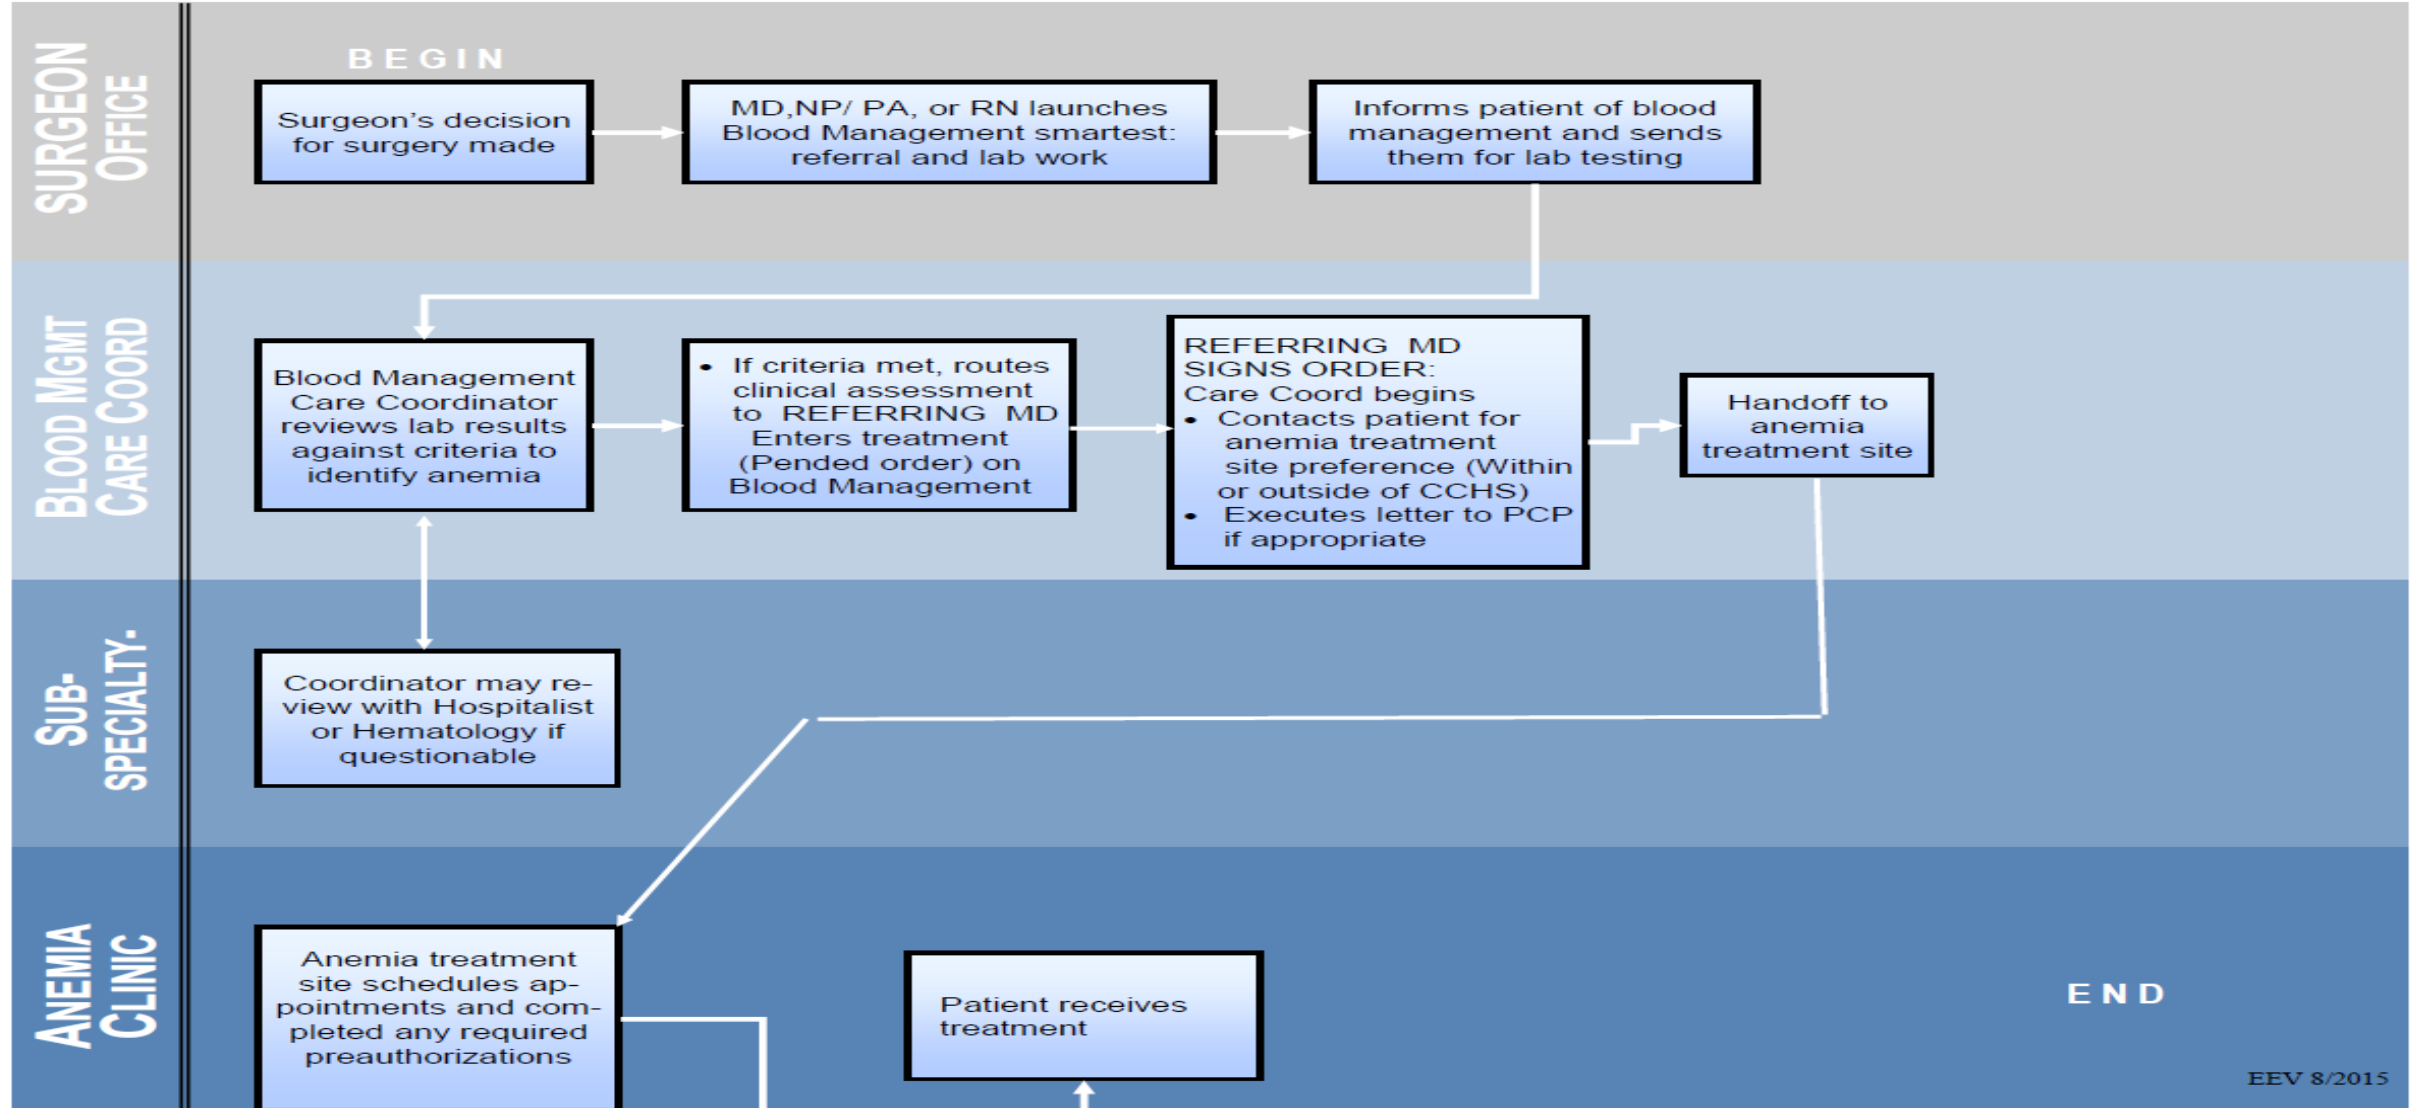 SURGEON
OFFICE
BEGIN
Surgeon's decision
for surgery made
MD,NP/ PA, or RN launches
Blood Management smartest:
referral and lab work
Informs patient of blood
management and sends
them for lab testing
BLOOD MGMT
CARE COORD
Blood Management
Care Coordinator
reviews lab results
against criteria to
identify anemia
• If criteria met, routes
clinical assessment
to REFERRING MD
Enters treatment
(Pended order) on
Blood Management
REFERRING MD
SIGNS ORDER:
Care Coord begins
• Contacts patient for
anemia treatment
site preference (Within
or outside of CCHS)
• Executes letter to PCP
if appropriate
Handoff to
anemia
treatment site
SUB-
SPECIALTY-
Coordinator may re-
view with Hospitalist
or Hematology if
questionable
ANEMIA
CLINIC
Anemia treatment
site schedules ap-
pointments and com-
pleted any required
preauthorizations
Patient receives
treatment
END
EEV 8/2015